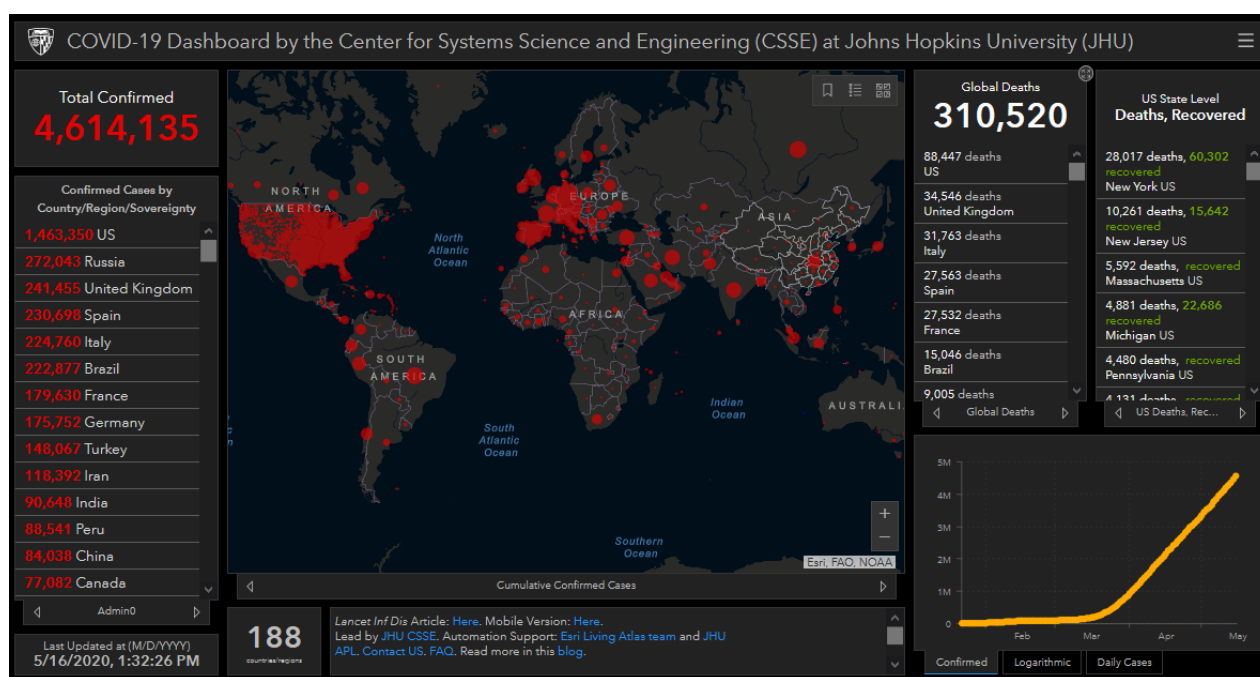 COVID-19 Dashboard by the Center for Systems Science and Engineering (CSSE) at Johns Hopkins University (JHU)
Total Confirmed
4,614,135
Confirmed Cases by
Country/Region/Sovereignty
1,463,350 US
272,043 Russia
241,455 United Kingdom
230,698 Spain
224,760 Italy
222,877 Brazil
179,630 France
175,752 Germany
148,067 Turkey
118,392 Iran
90,648 India
88,541 Peru
84,038 China
77,082 Canada
Admin0
Last Updated at (M/D/YYYY)
5/16/2020, 1:32:26 PM
NORTH
AMERICA
North
Atlantic
Ocean
EUROPE
ASIA
AFRICA
SOUTH
AMERICA
South
Atlantic
Ocean
Indian
Ocean
AUSTRALI
Southern
Ocean
+
−
Esri, FAO, NOAA
Cumulative Confirmed Cases
188
countries/regions
Lancet Inf Dis Article: Here. Mobile Version: Here.
Lead by JHU CSSE. Automation Support: Esri Living Atlas team and JHU
APL. Contact US. FAQ. Read more in this blog.
Global Deaths
310,520
88,447 deaths
US
34,546 deaths
United Kingdom
31,763 deaths
Italy
27,563 deaths
Spain
27,532 deaths
France
15,046 deaths
Brazil
9,005 deaths
Global Deaths
US State Level
Deaths, Recovered
28,017 deaths, 60,302
recovered
New York US
10,261 deaths, 15,642
recovered
New Jersey US
5,592 deaths, recovered
Massachusetts US
4,881 deaths, 22,686
recovered
Michigan US
4,480 deaths, recovered
Pennsylvania US
4,131 deaths, recovered
US Deaths, Rec...
5M
4M
3M
2M
1M
0
Feb
Mar
Apr
May
Confirmed
Logarithmic
Daily Cases